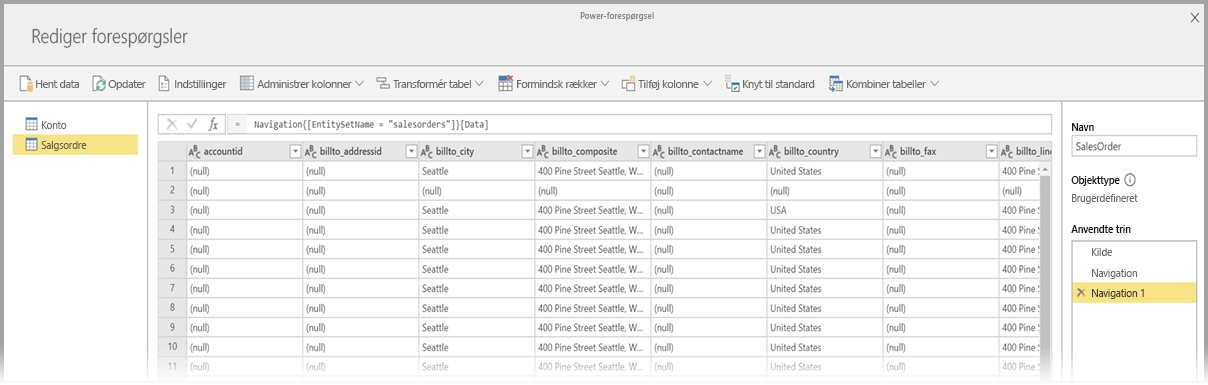 Power-forespørgsel
Rediger forespørgsler
Hent data Opdater Indstillinger Administrer kolonner Transformér tabel Formindsk rækker Tilføj kolonne Knyt til standard Kombiner tabeller
Konto
Salgsordre
fx = Navigation{[EntitySetName = "salesorders"]}[Data]
ABC accountid ABC billto_addressid ABC billto_city ABC billto_composite ABC billto_contactname ABC billto_country ABC billto_fax ABC billto_line
1 (null) (null) Seattle 400 Pine Street Seattle, W... (null) United States (null) 400 Pine S
2 (null) (null) (null) (null) (null) (null) (null) (null)
3 (null) (null) Seattle 400 Pine Street Seattle, W... (null) USA (null) 400 Pine S
4 (null) (null) Seattle 400 Pine Street Seattle, W... (null) United States (null) 400 Pine S
5 (null) (null) Seattle 400 Pine Street Seattle, W... (null) United States (null) 400 Pine S
6 (null) (null) Seattle 400 Pine Street Seattle, W... (null) United States (null) 400 Pine S
7 (null) (null) Seattle 400 Pine Street Seattle, W... (null) United States (null) 400 Pine S
8 (null) (null) Seattle 400 Pine Street Seattle, W... (null) United States (null) 400 Pine S
9 (null) (null) Seattle 400 Pine Street Seattle, W... (null) United States (null) 400 Pine S
10 (null) (null) Seattle 400 Pine Street Seattle, W... (null) United States (null) 400 Pine S
11 (null) (null) Seattle 400 Pine Street Seattle, W... (null) United States (null) 400 Pine S
Navn
SalesOrder
Objekttype
Brugerdefineret
Anvendte trin
Kilde
Navigation
Navigation 1